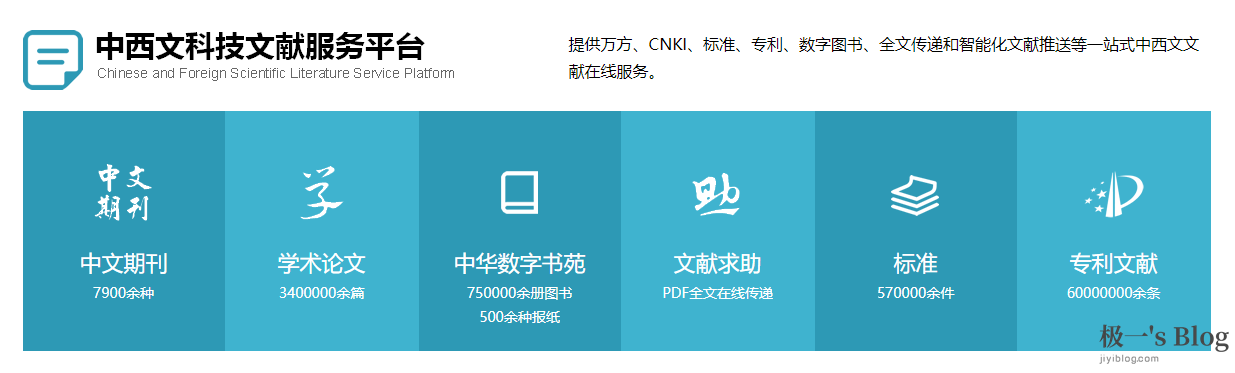 中西文科技文献服务平台
Chinese and Foreign Scientific Literature Service Platform
提供万方、CNKI、标准、专利、数字图书、全文传递和智能化文献推送等一站式中西文文
献在线服务。
中文
期刊
中文期刊
7900余种
学
学术论文
3400000余篇
中华数字书苑
750000余册图书
500余种报纸
助
文献求助
PDF全文在线传递
标准
570000余件
专利文献
60000000余条
极一's Blog
jiyiblog.com